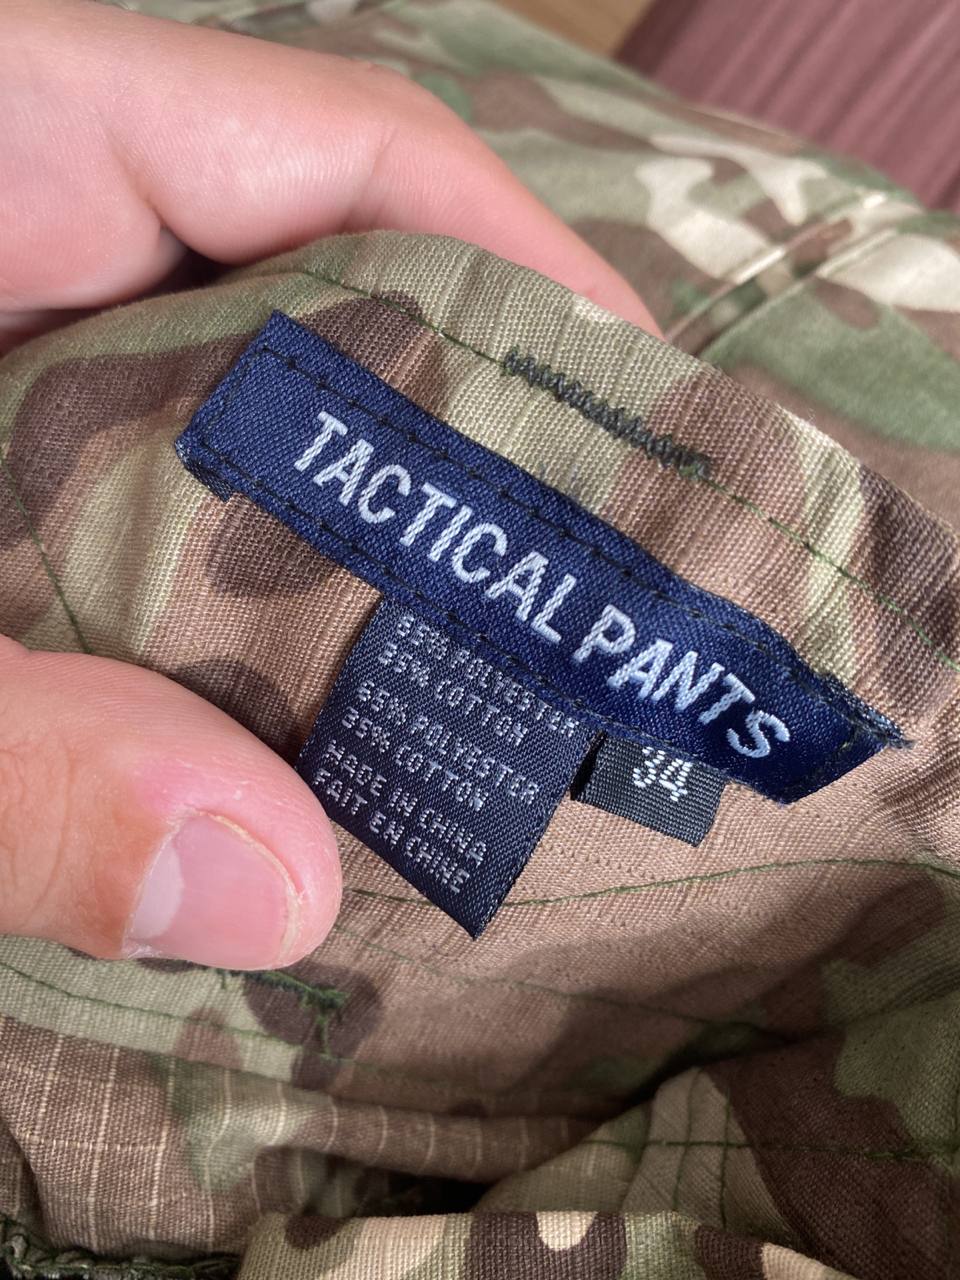 TACTICAL PANTS
65% POLYESTER
35% COTTON
65% POLYESTER
35% COTTON
MADE IN CHINA
FAIT EN CHINE
34